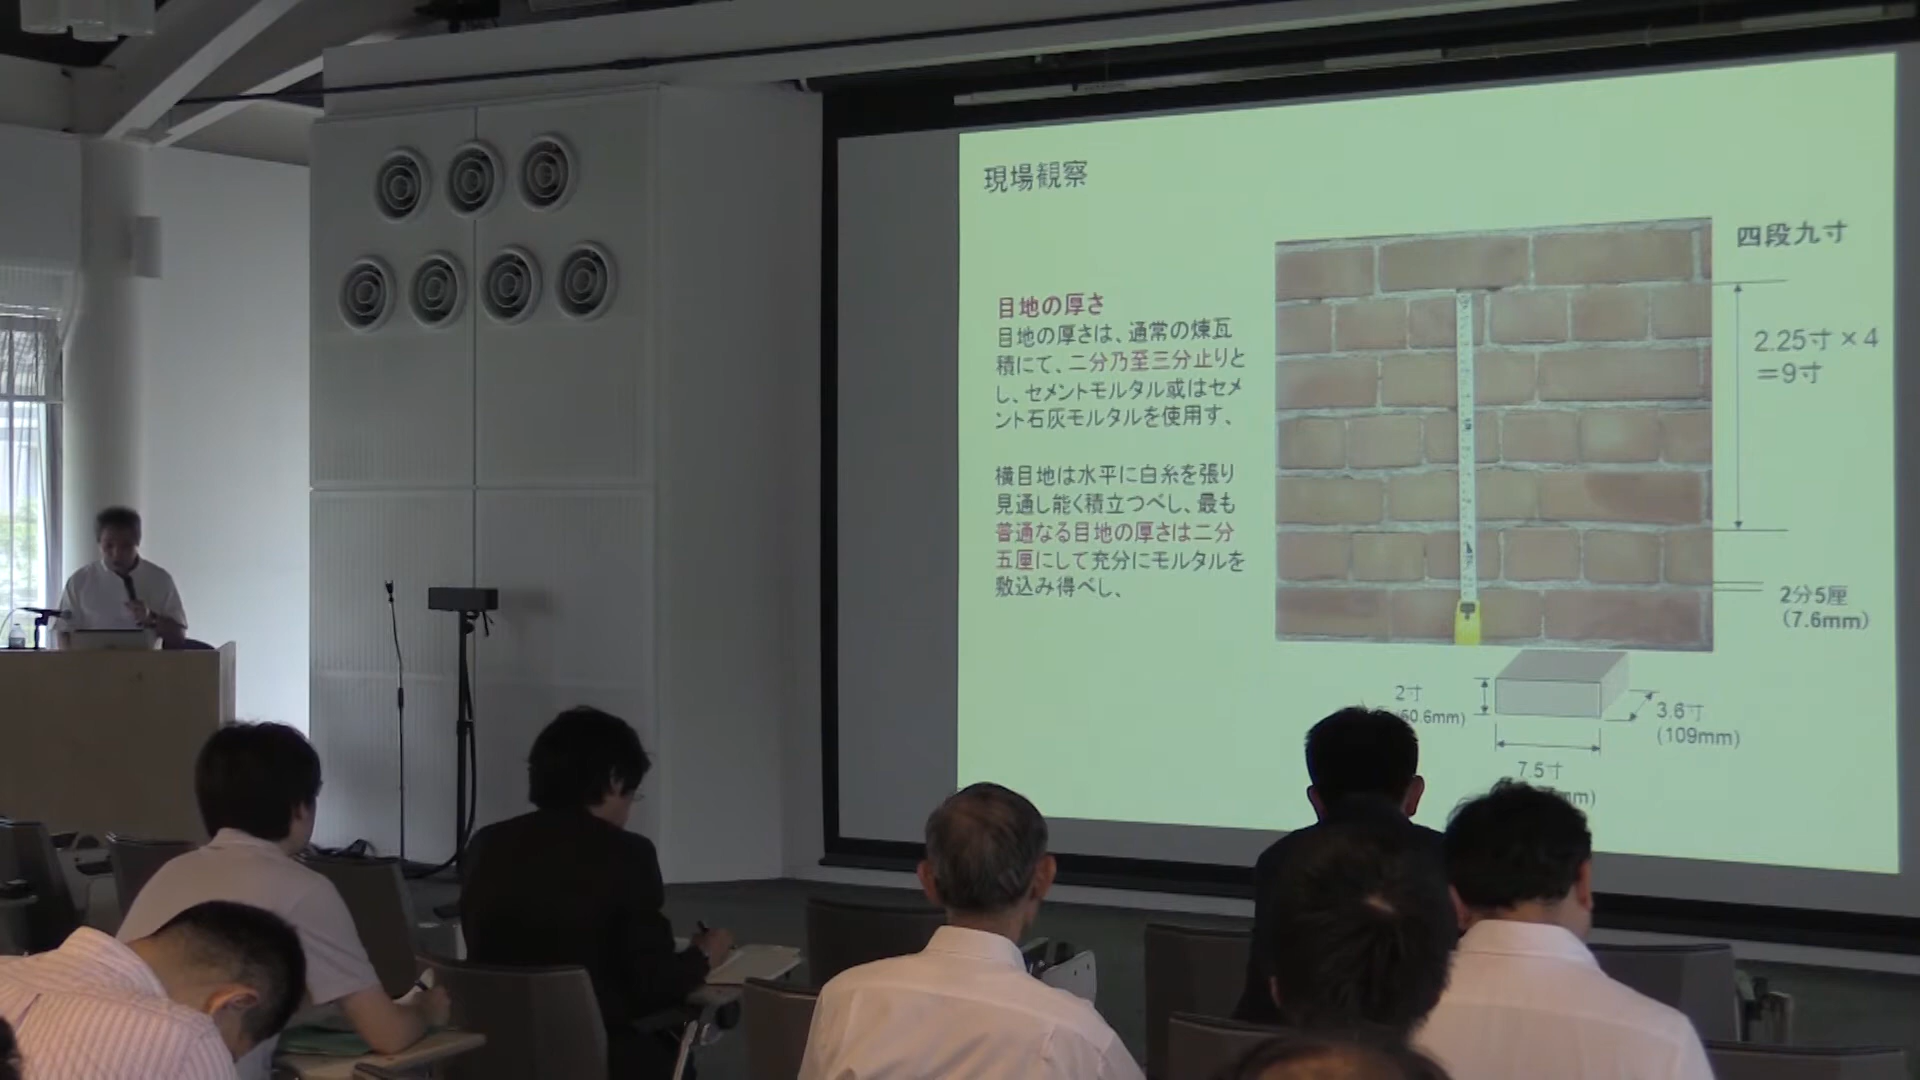 現場観察
目地の厚さ
目地の厚さは、通常の煉瓦
積にて、二分乃至三分止りと
し、セメントモルタル或はセメ
ント石灰モルタルを使用す、
横目地は水平に白糸を張り
見通し能く積立つべし、最も
普通なる目地の厚さは二分
五厘にして充分にモルタルを
敷込み得べし、
四段九寸
2.25寸×4
＝9寸
2分5厘
(7.6mm)
2寸
(60.6mm)
3.6寸
(109mm)
7.5寸